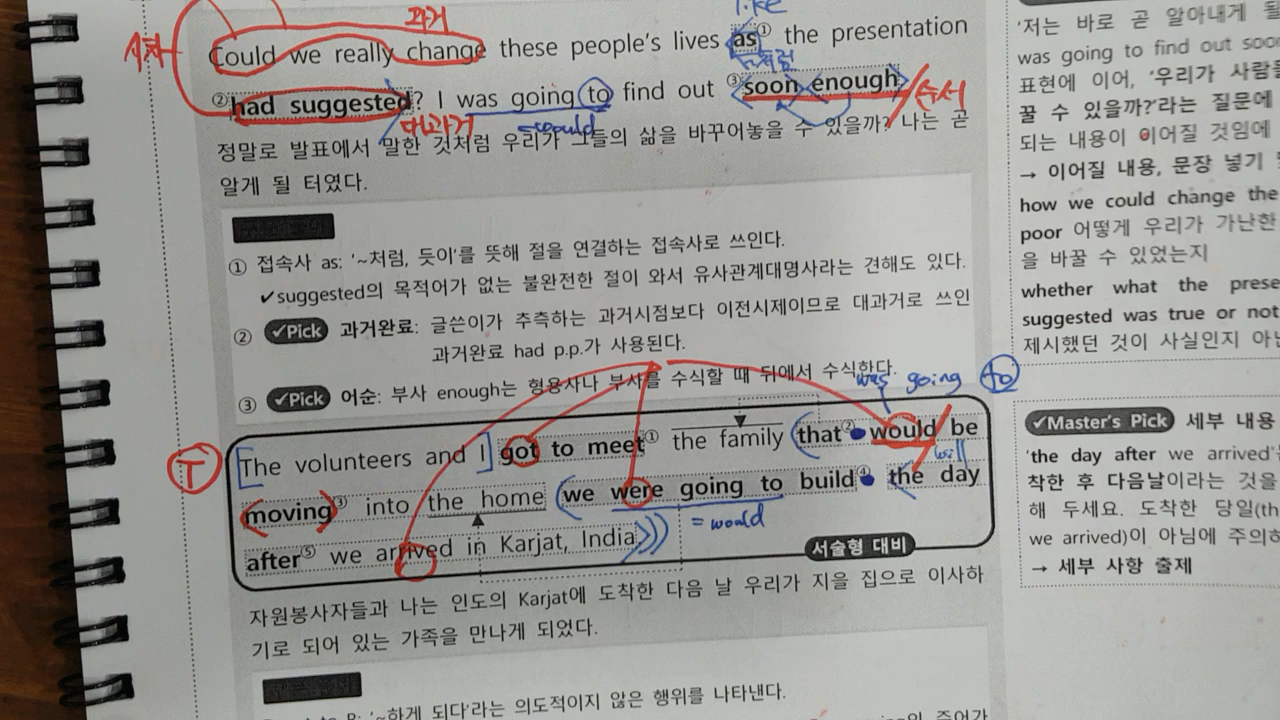 like
과거
시제
Could we really change these people's lives as① the presentation
~처럼
②had suggested? I was going to find out ③soon enough
순서
대과거
=would
정말로 발표에서 말한 것처럼 우리가 그들의 삶을 바꾸어놓을 수 있을까? 나는 곧
알게 될 터였다.
① 접속사 as: '~처럼, 듯이'를 뜻해 절을 연결하는 접속사로 쓰인다.
✓suggested의 목적어가 없는 불완전한 절이 와서 유사관계대명사라는 견해도 있다.
② ✓Pick 과거완료: 글쓴이가 추측하는 과거시점보다 이전시제이므로 대과거로 쓰인
과거완료 had p.p.가 사용된다.
③ ✓Pick 어순: 부사 enough는 형용사나 부사를 수식할 때 뒤에서 수식한다.
was going to
T
The volunteers and I got to meet① the family that② would be
will
moving③ into the home we were going to build④ the day
= would
after⑤ we arrived in Karjat, India
서술형 대비
자원봉사자들과 나는 인도의 Karjat에 도착한 다음 날 우리가 지을 집으로 이사하
기로 되어 있는 가족을 만나게 되었다.
'~하게 되다'라는 의도적이지 않은 행위를 나타낸다.
'저는 바로 곧 알아내게 될
was going to find out
표현에 이어, '우리가 사람들
꿀 수 있을까?'라는 질문에
되는 내용이 이어질 것임에
→ 이어질 내용, 문장 넣기
how we could change the
poor 어떻게 우리가 가난한
을 바꿀 수 있었는지
whether what the
suggested was true or not
제시했던 것이 사실인지
✓Master's Pick 세부 내용
'the day after we arrived'
착한 후 다음날이라는 것을
해 두세요. 도착한 당일
we arrived)이 아님에
→ 세부 사항 출제